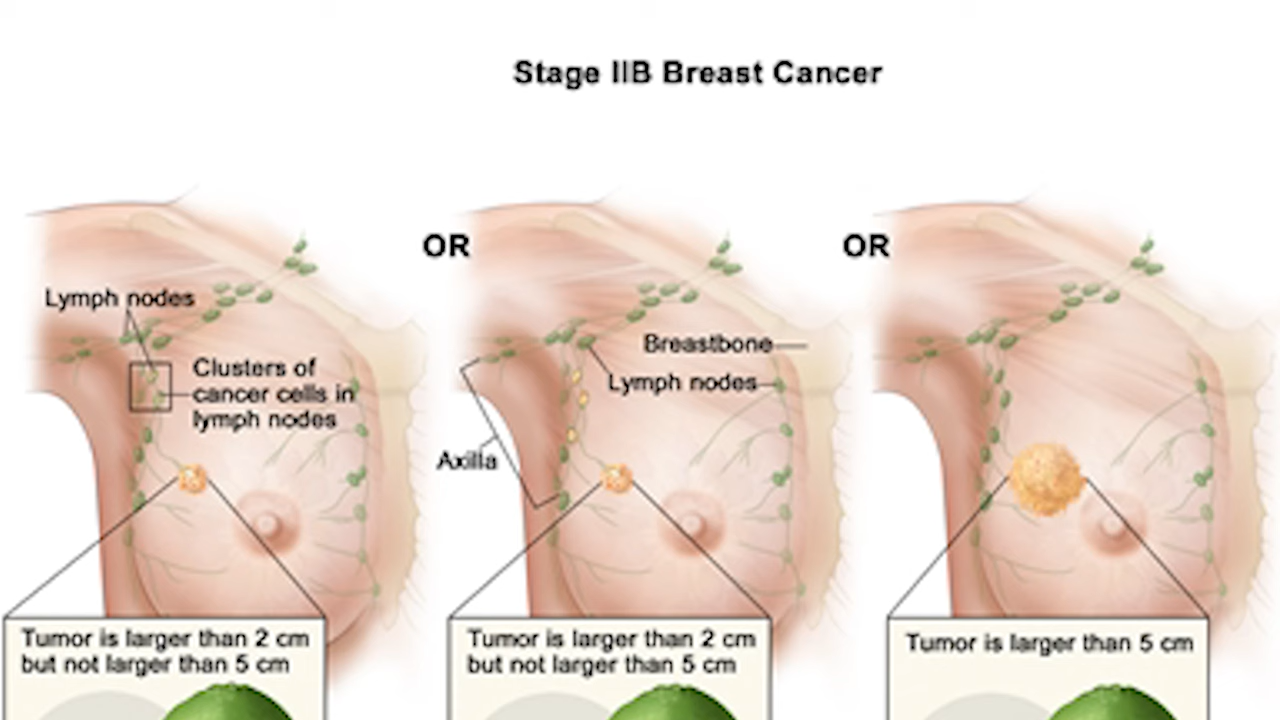 Stage IIB Breast Cancer
OR
OR
Lymph nodes
Clusters of
cancer cells in
lymph nodes
Breastbone
Lymph nodes
Axilla
Tumor is larger than 2 cm
but not larger than 5 cm
Tumor is larger than 2 cm
but not larger than 5 cm
Tumor is larger than 5 cm